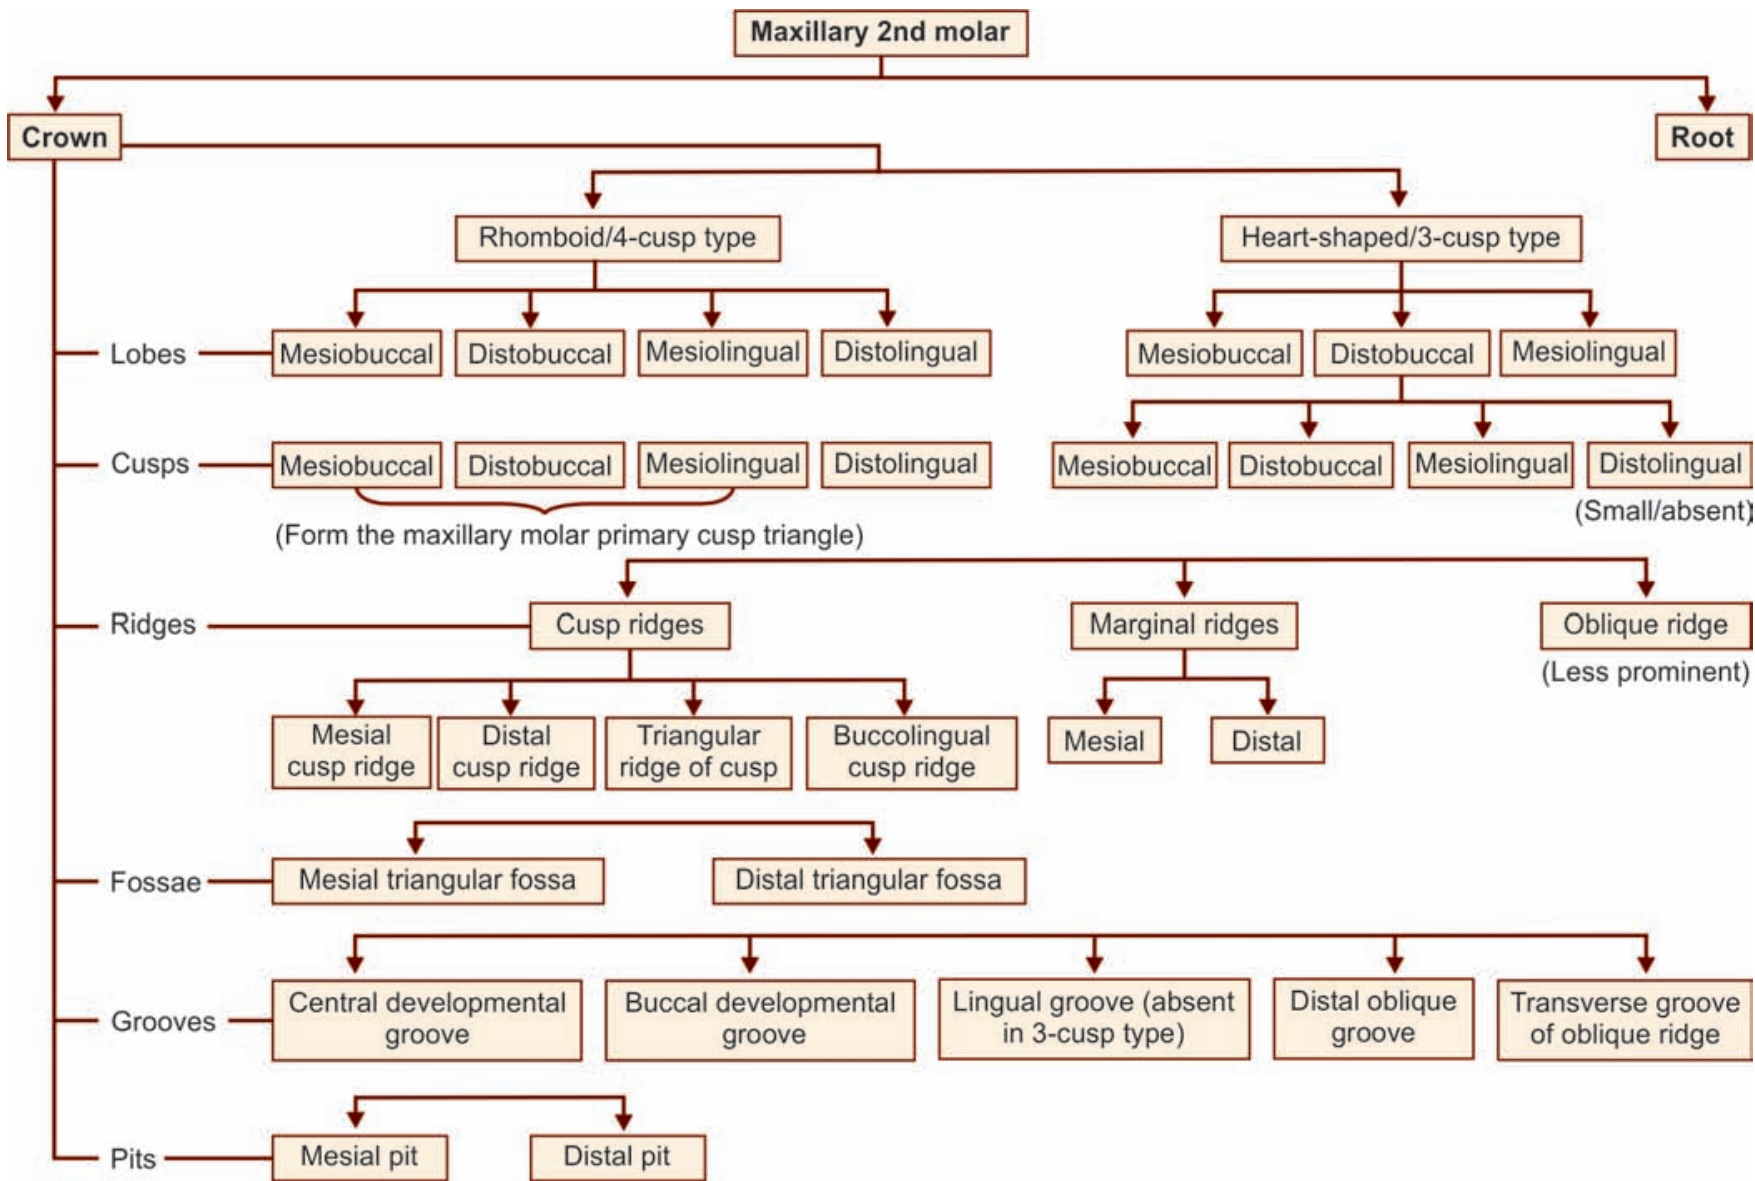 Maxillary 2nd molar
Crown
Root
Rhomboid/4-cusp type
Heart-shaped/3-cusp type
Lobes
Mesiobuccal
Distobuccal
Mesiolingual
Distolingual
Mesiobuccal
Distobuccal
Mesiolingual
Cusps
Mesiobuccal
Distobuccal
Mesiolingual
Distolingual
Mesiobuccal
Distobuccal
Mesiolingual
Distolingual
(Small/absent)
(Form the maxillary molar primary cusp triangle)
Ridges
Cusp ridges
Marginal ridges
Oblique ridge
(Less prominent)
Mesial
cusp ridge
Distal
cusp ridge
Triangular
ridge of cusp
Buccolingual
cusp ridge
Mesial
Distal
Fossae
Mesial triangular fossa
Distal triangular fossa
Grooves
Central developmental
groove
Buccal developmental
groove
Lingual groove (absent
in 3-cusp type)
Distal oblique
groove
Transverse groove
of oblique ridge
Pits
Mesial pit
Distal pit